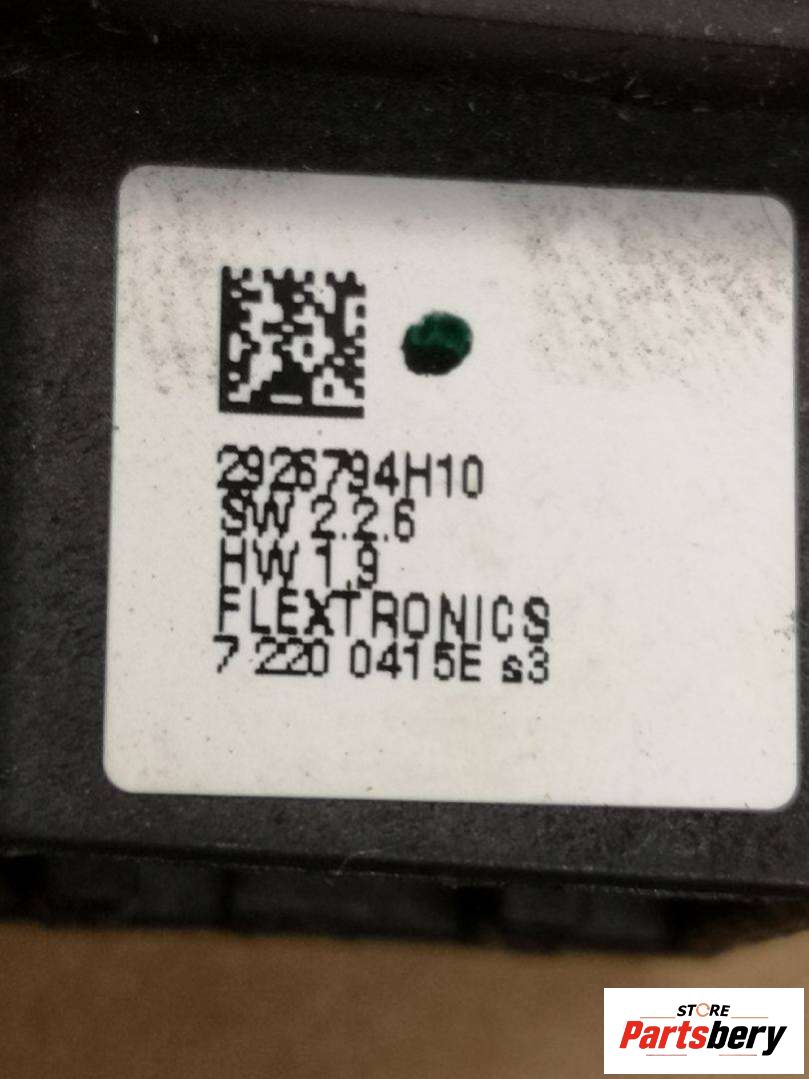 2926794H10
SW 2.2.6
HW 1.9
FLEXTRONICS
7 220 0415E s3
STORE
Partsbery